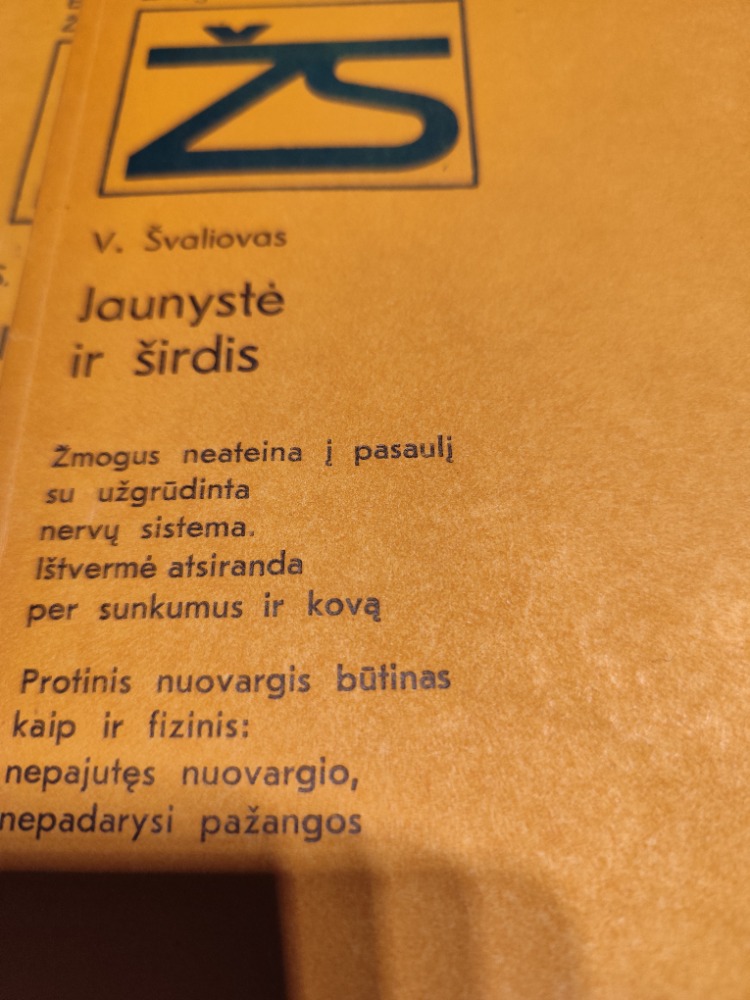 ŽS
V. Švaliovas
Jaunystė
ir širdis
Žmogus neateina į pasaulį
su užgrūdinta
nervų sistema.
Ištvermė atsiranda
per sunkumus ir kovą
Protinis nuovargis būtinas
kaip ir fizinis:
nepajutęs nuovargio,
nepadarysi pažangos